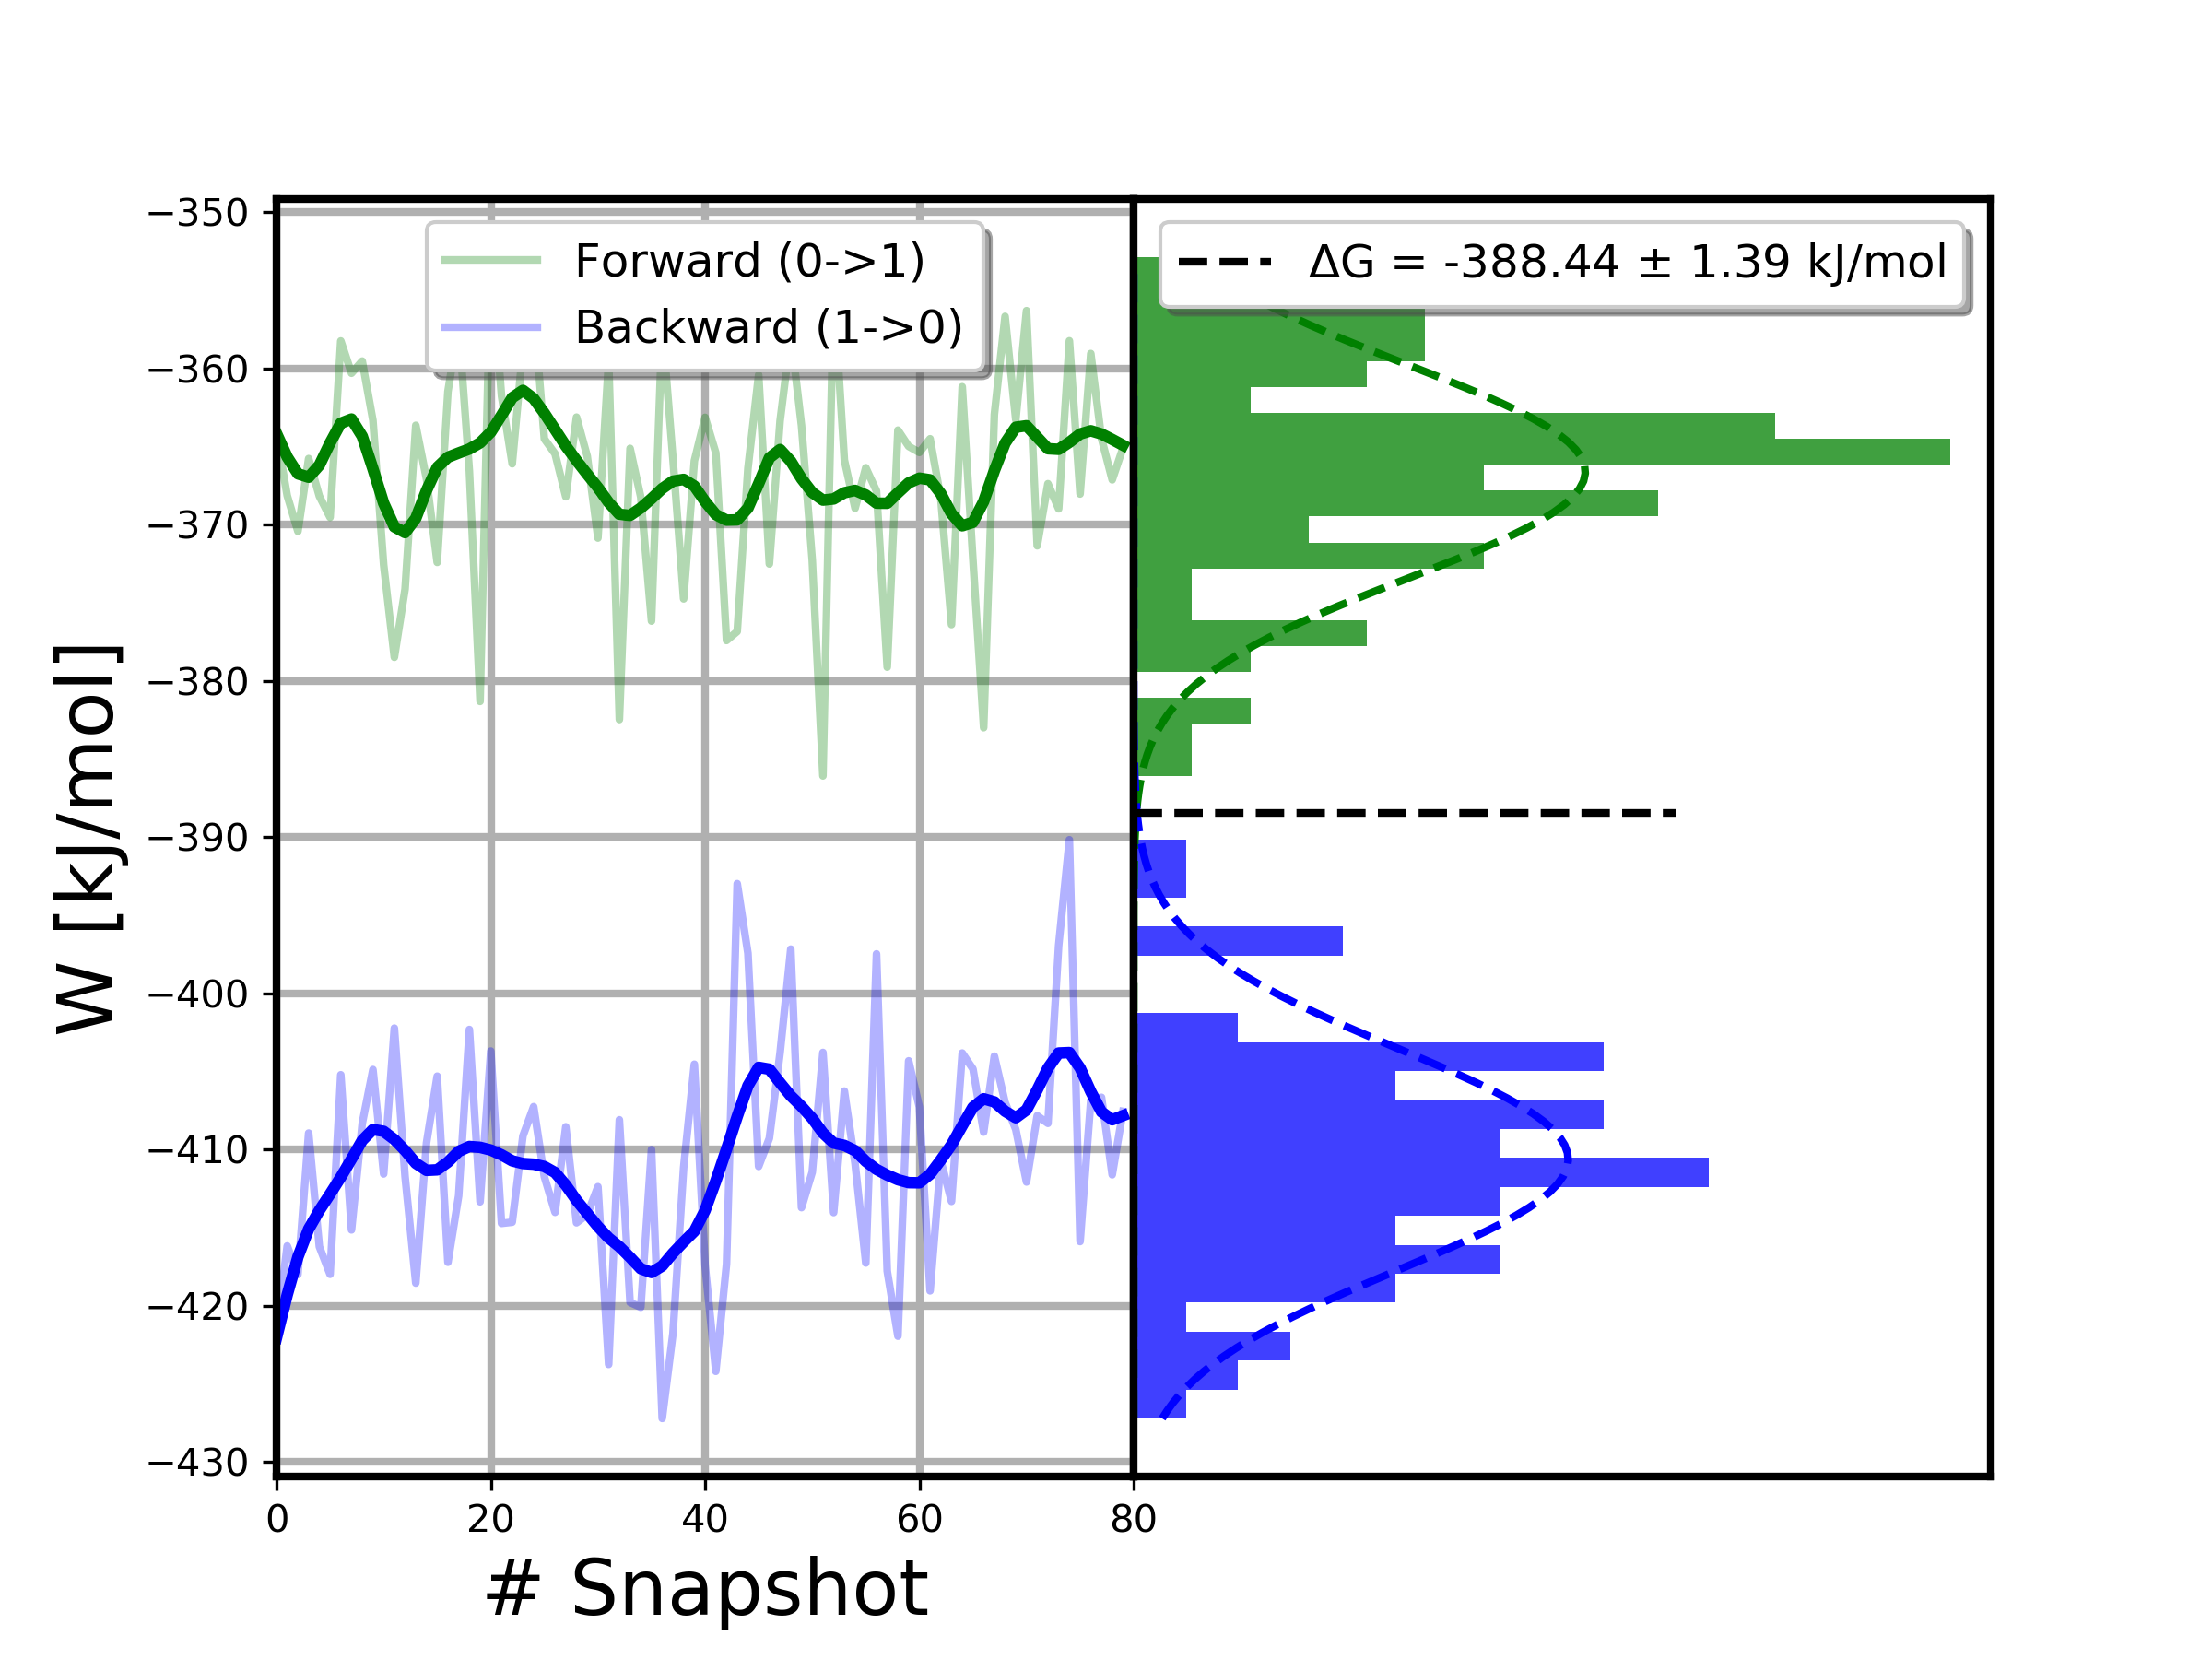 Forward (0->1)
Backward (1->0)
ΔG = -388.44 ± 1.39 kJ/mol
−350
−360
−370
−380
−390
−400
−410
−420
−430
W [kJ/mol]
0 20 40 60 80
# Snapshot